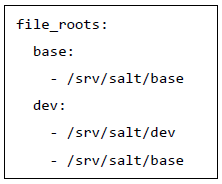 file_roots:
  base:
    - /srv/salt/base
  dev:
    - /srv/salt/dev
    - /srv/salt/base